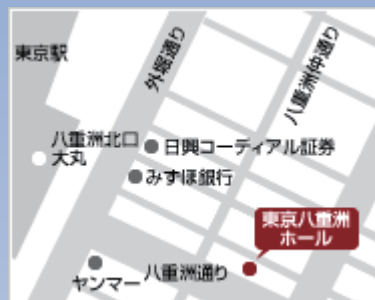 東京駅
外堀通り
八重洲仲通り
八重洲北口
大丸
日興コーディアル証券
みずほ銀行
東京八重洲
ホール
ヤンマー
八重洲通り